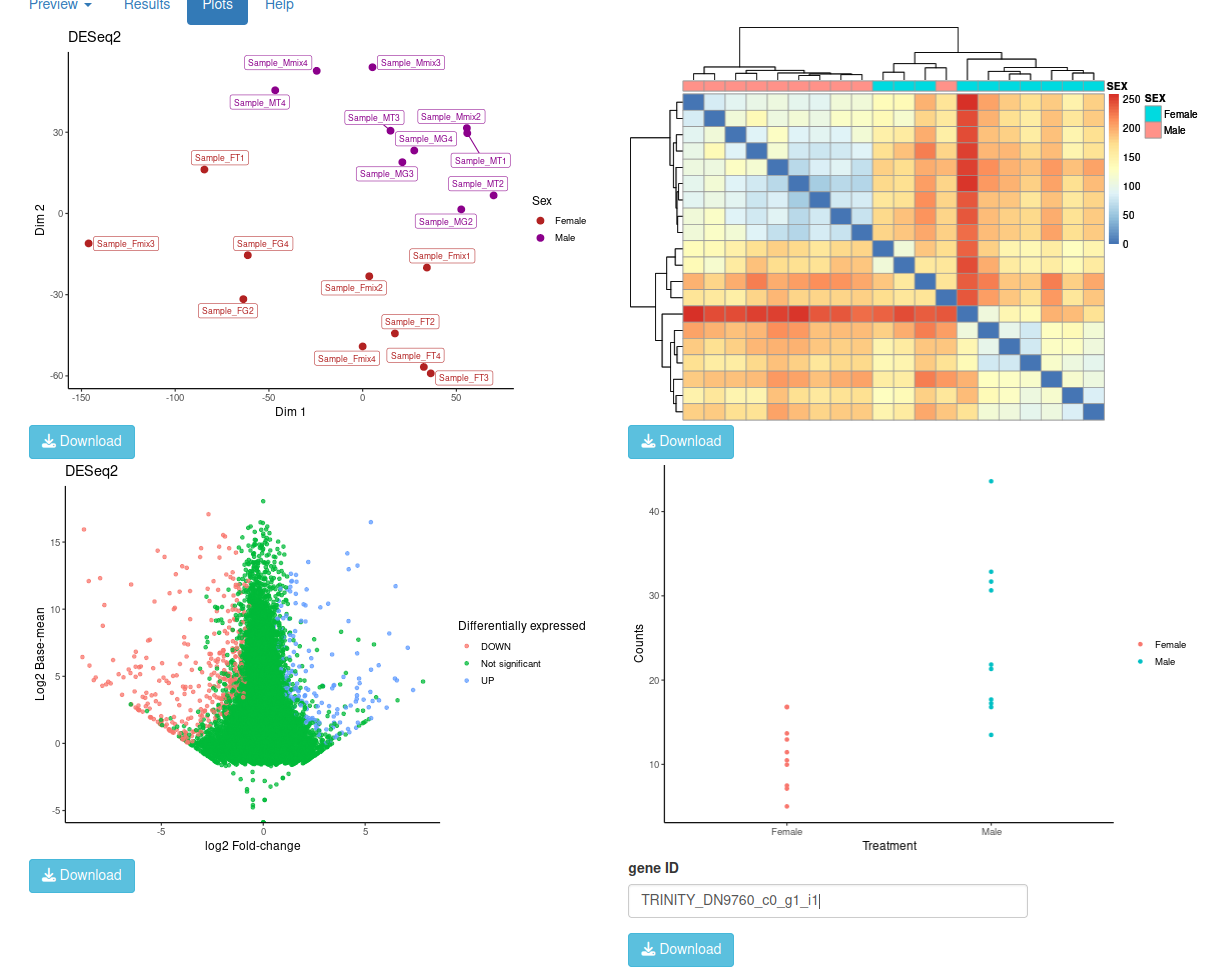 Preview
Results
Plots
Help
DESeq2
Sample_Mmix4
Sample_Mmix3
Sample_MT4
Sample_MT3
Sample_Mmix2
Sample_MG4
Sample_MT1
Sample_FT1
Sample_MG3
Sample_MT2
Sample_MG2
Sample_Fmix3
Sample_FG4
Sample_Fmix1
Sample_Fmix2
Sample_FG2
Sample_FT2
Sample_Fmix4
Sample_FT4
Sample_FT3
30
0
-30
-60
Dim 2
-150
-100
-50
0
50
Dim 1
Sex
Female
Male
SEX
250
200
150
100
50
0
SEX
Female
Male
Download
Download
DESeq2
15
10
5
0
-5
Log2 Base-mean
-5
0
5
log2 Fold-change
Differentially expressed
DOWN
Not significant
UP
40
30
20
10
Counts
Female
Male
Treatment
Female
Male
Download
gene ID
TRINITY_DN9760_c0_g1_i1
Download